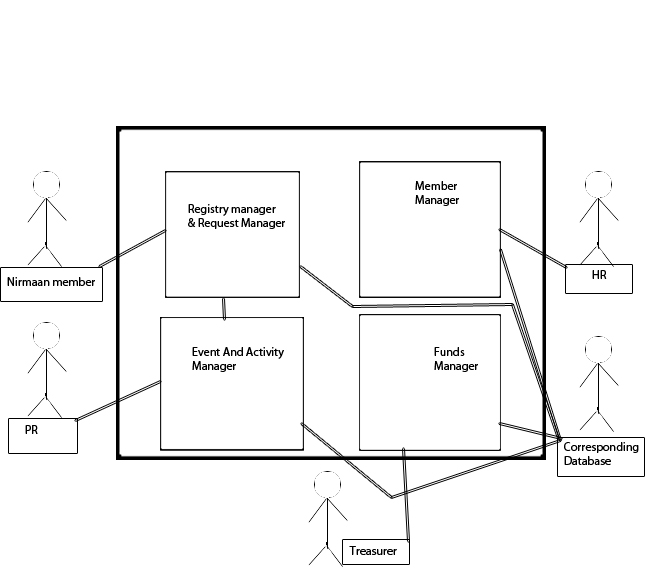 Member
Manager
Registry manager
& Request Manager
Nirmaan member
HR
Event And Activity
Manager
Funds
Manager
PR
Corresponding
Database
Treasurer